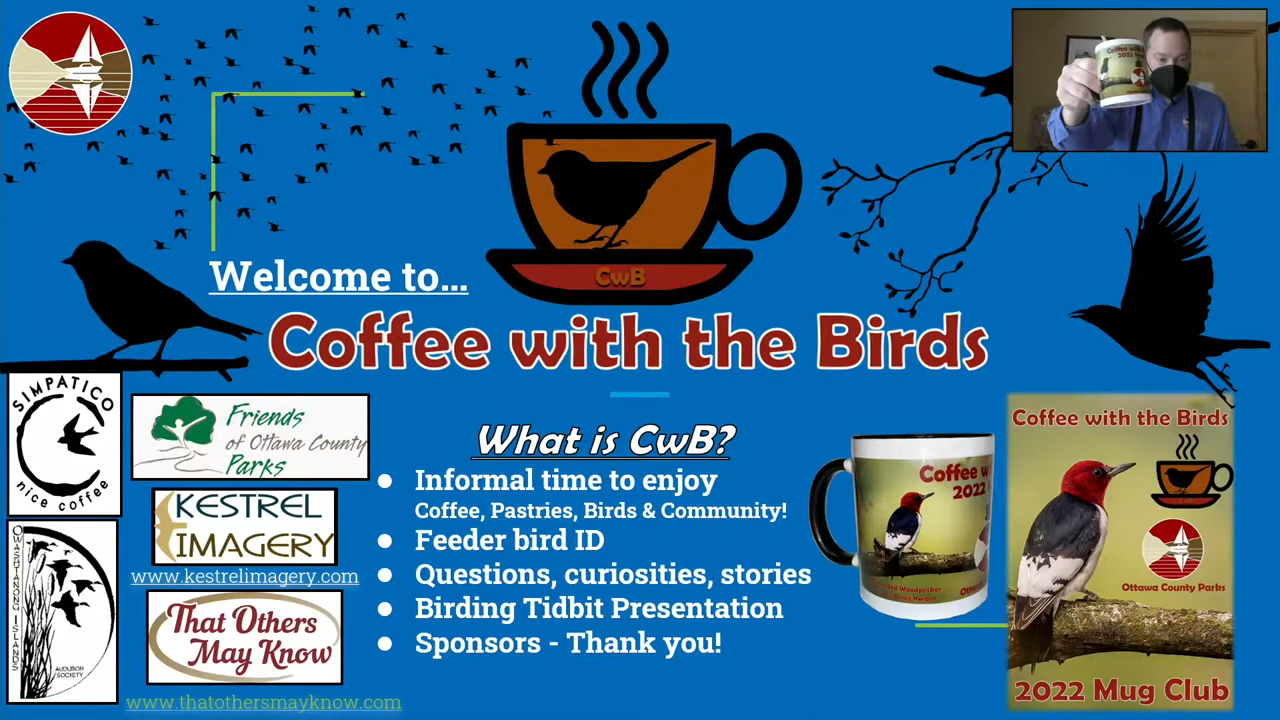 CwB
Welcome to...
Coffee with the Birds
SIMPATICO
nice coffee
Friends
of Ottawa County
Parks
KESTREL
IMAGERY
www.kestrelimagery.com
OWASHTANONG ISLANDS
AUDUBON
SOCIETY
That Others
May Know
www.thatothersmayknow.com
What is CwB?
● Informal time to enjoy
Coffee, Pastries, Birds & Community!
● Feeder bird ID
● Questions, curiosities, stories
● Birding Tidbit Presentation
● Sponsors - Thank you!
Coffee w
2022
Coffee with the Birds
Ottawa County Parks
2022 Mug Club